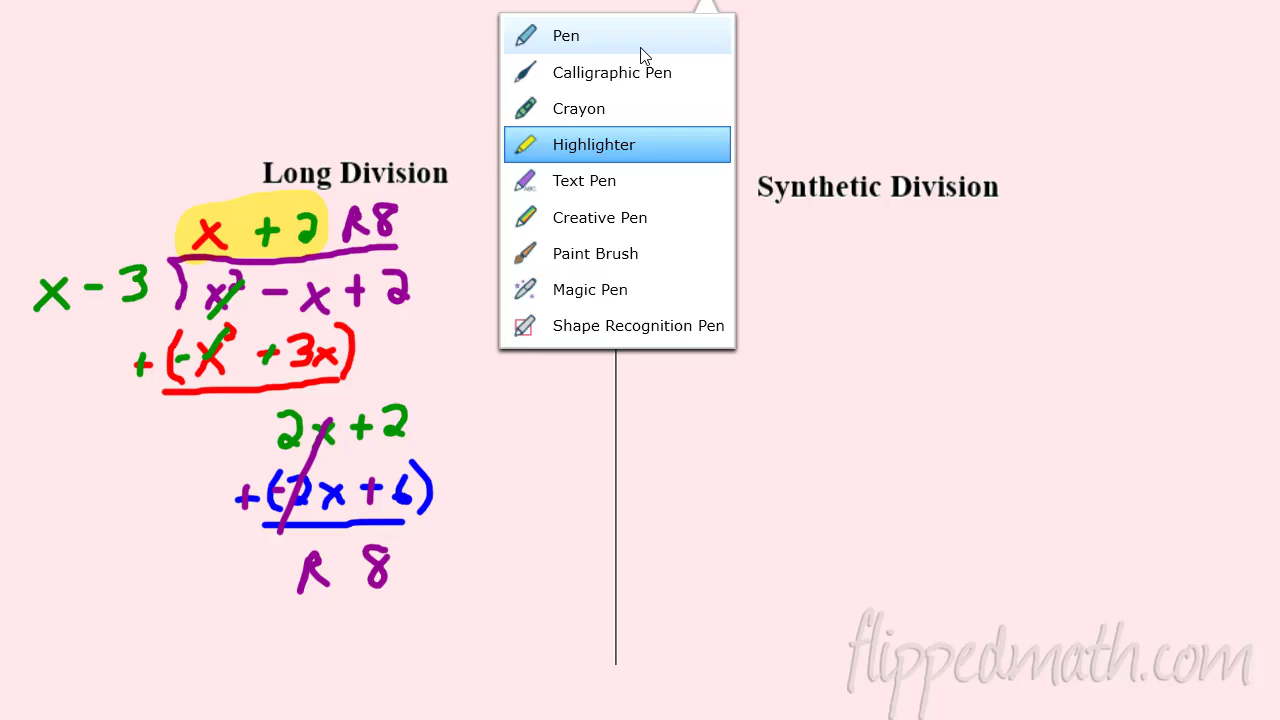 Pen
Calligraphic Pen
Crayon
Highlighter
Text Pen
Creative Pen
Paint Brush
Magic Pen
Shape Recognition Pen
Long Division
x + 2 R8
x - 3 ) x² - x + 2
+ (- x² + 3x)
2x + 2
+ (-2x + 6)
R 8
Synthetic Division
flippedmath.com